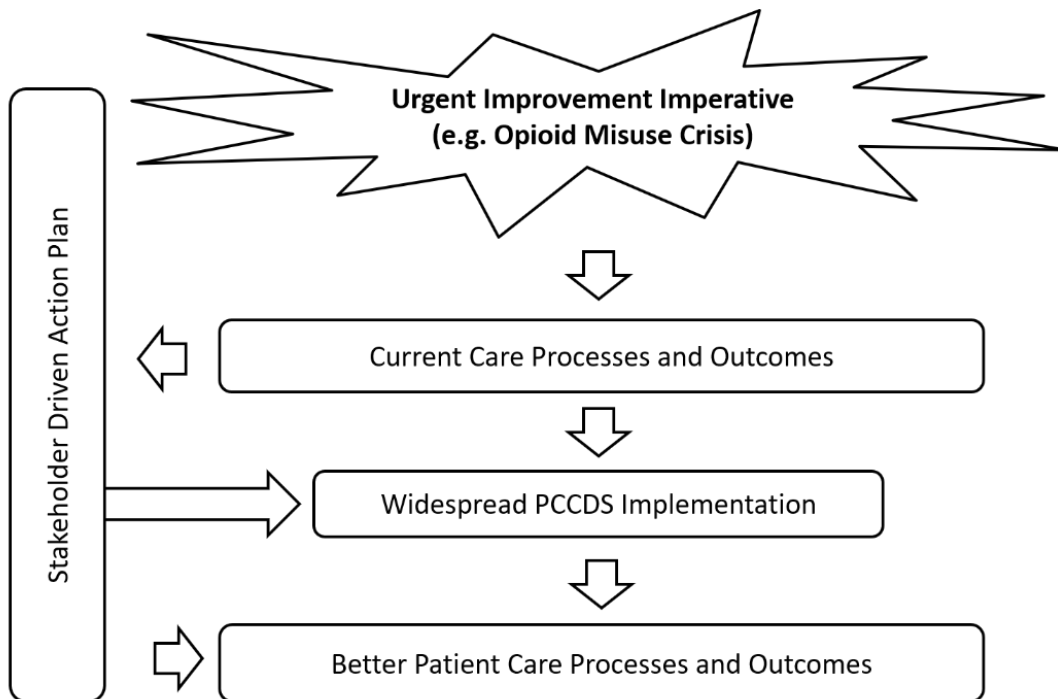 Urgent Improvement Imperative
(e.g. Opioid Misuse Crisis)
Stakeholder Driven Action Plan
Current Care Processes and Outcomes
Widespread PCCDS Implementation
Better Patient Care Processes and Outcomes